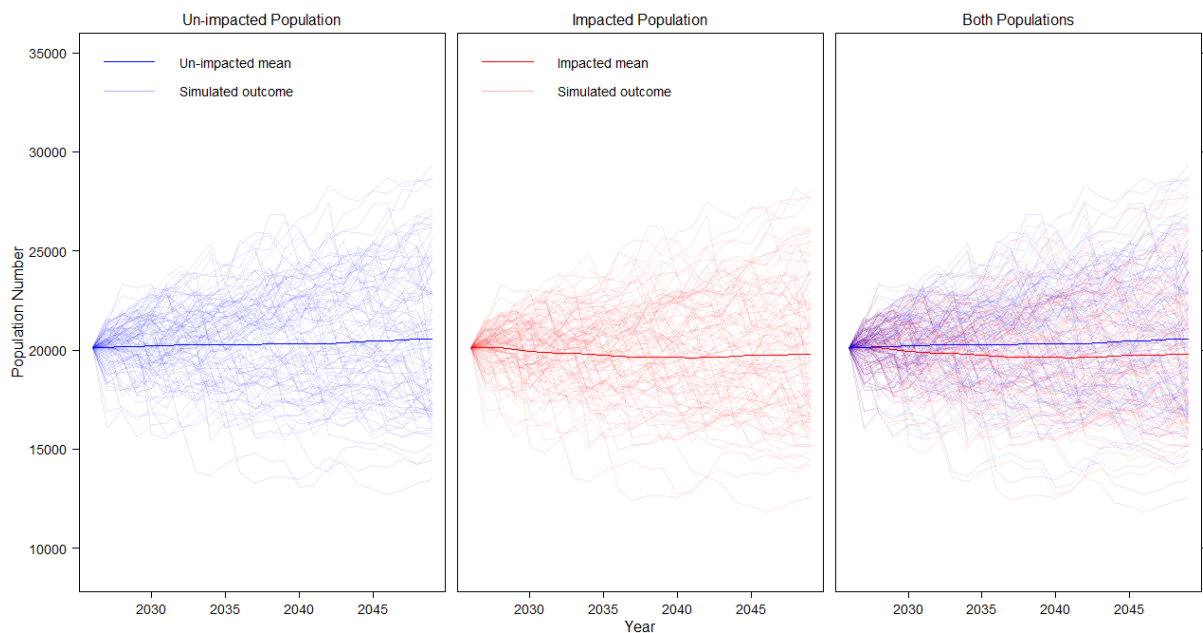 Un-impacted Population
Impacted Population
Both Populations
Un-impacted mean
Simulated outcome
Impacted mean
Simulated outcome
Population Number
35000
30000
25000
20000
15000
10000
2030 2035 2040 2045
2030 2035 2040 2045
2030 2035 2040 2045
Year